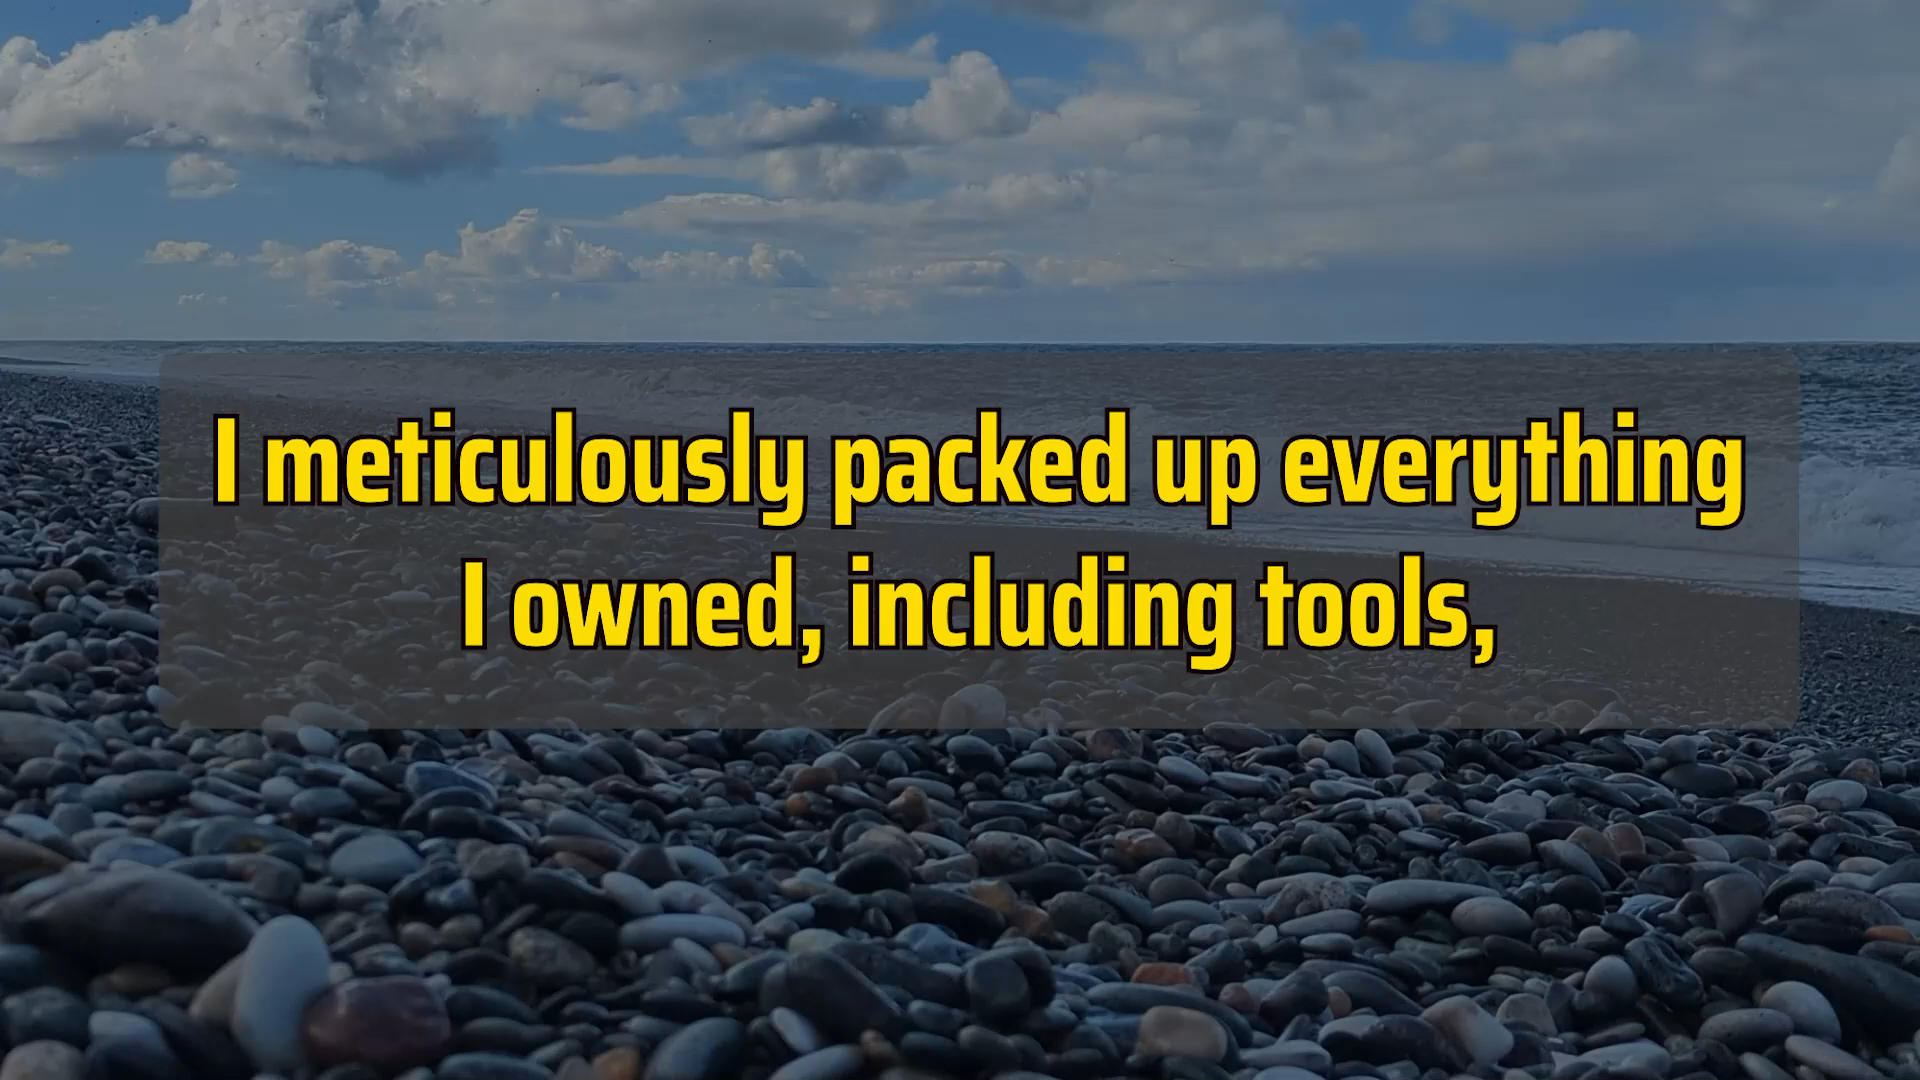 I meticulously packed up everything
I owned, including tools,